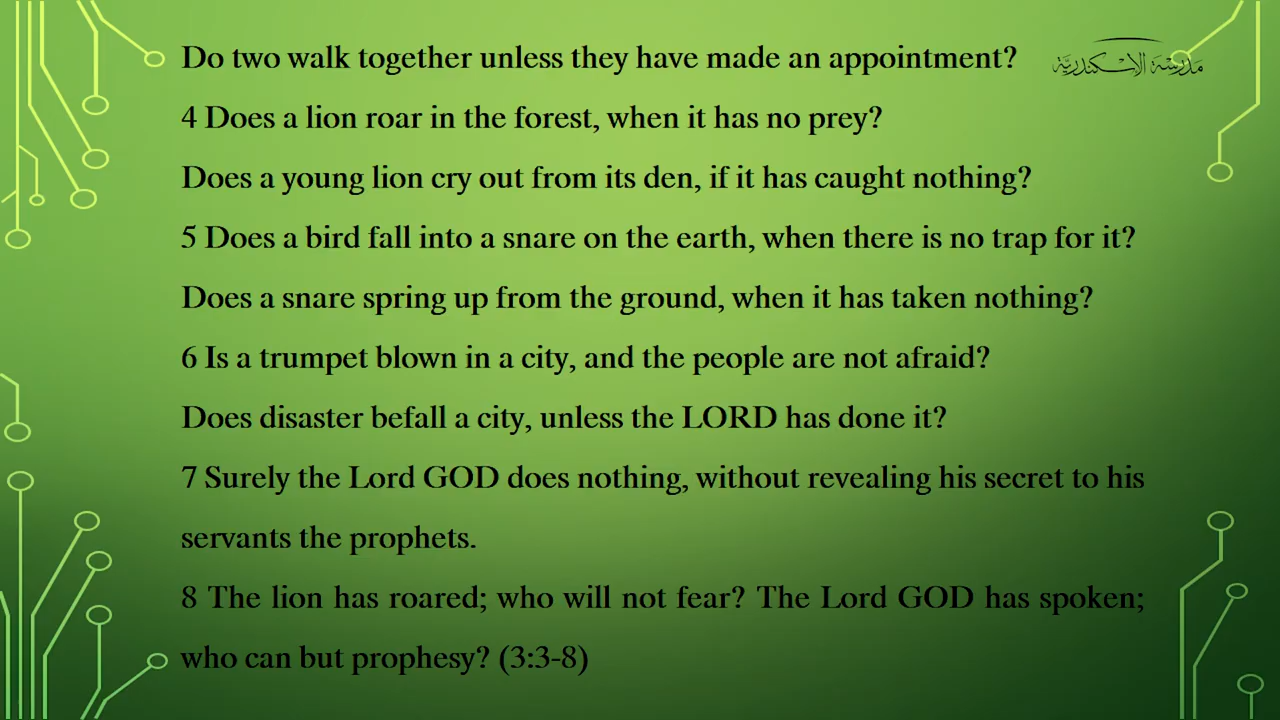 Do two walk together unless they have made an appointment?
مدرسة الإسكندرية
4 Does a lion roar in the forest, when it has no prey?
Does a young lion cry out from its den, if it has caught nothing?
5 Does a bird fall into a snare on the earth, when there is no trap for it?
Does a snare spring up from the ground, when it has taken nothing?
6 Is a trumpet blown in a city, and the people are not afraid?
Does disaster befall a city, unless the LORD has done it?
7 Surely the Lord GOD does nothing, without revealing his secret to his
servants the prophets.
8 The lion has roared; who will not fear? The Lord GOD has spoken;
who can but prophesy? (3:3-8)